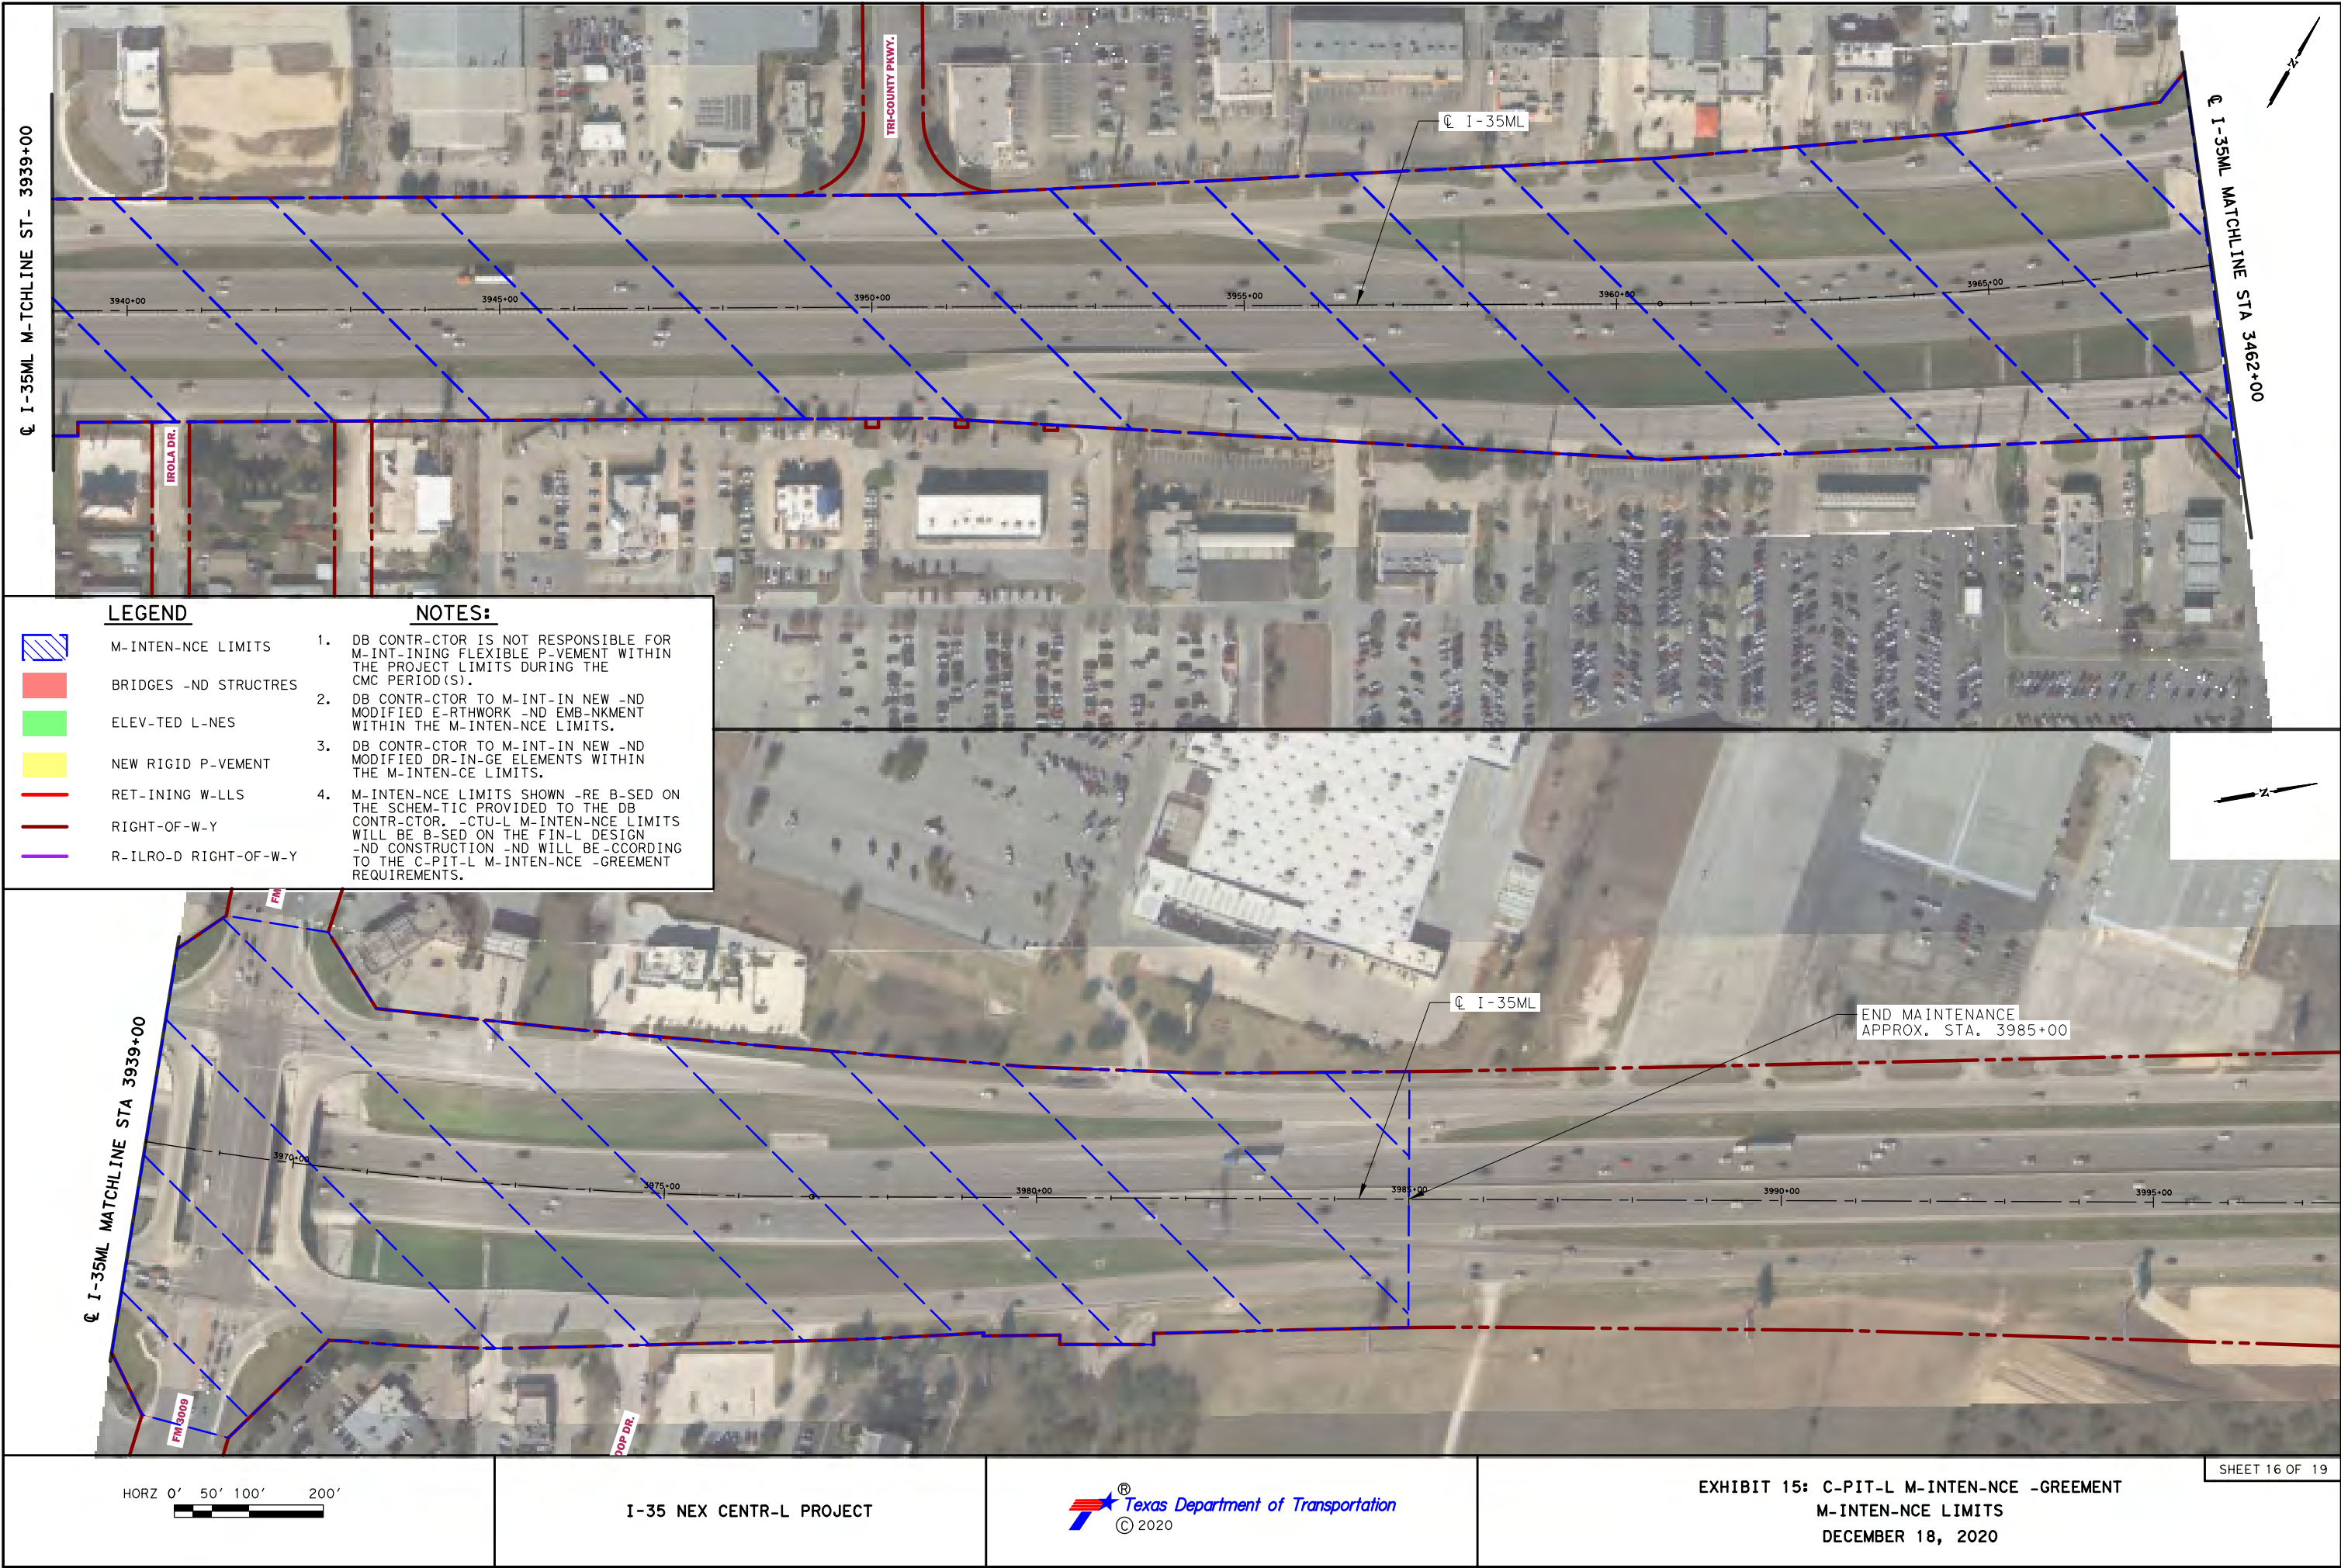 ℄ I-35ML M-TCHLINE ST- 3939+00
TRI-COUNTY PKWY.
℄ I-35ML
N
℄ I-35ML MATCHLINE STA 3462+00
3940+00
3945+00
3950+00
3955+00
3960+00
3965+00
IROLA DR.
LEGEND
M-INTEN-NCE LIMITS
BRIDGES -ND STRUCTRES
ELEV-TED L-NES
NEW RIGID P-VEMENT
RET-INING W-LLS
RIGHT-OF-W-Y
R-ILRO-D RIGHT-OF-W-Y
NOTES:
1. DB CONTR-CTOR IS NOT RESPONSIBLE FOR
M-INT-INING FLEXIBLE P-VEMENT WITHIN
THE PROJECT LIMITS DURING THE
CMC PERIOD(S).
2. DB CONTR-CTOR TO M-INT-IN NEW -ND
MODIFIED E-RTHWORK -ND EMB-NKMENT
WITHIN THE M-INTEN-NCE LIMITS.
3. DB CONTR-CTOR TO M-INT-IN NEW -ND
MODIFIED DR-IN-GE ELEMENTS WITHIN
THE M-INTEN-CE LIMITS.
4. M-INTEN-NCE LIMITS SHOWN -RE B-SED ON
THE SCHEM-TIC PROVIDED TO THE DB
CONTR-CTOR. -CTU-L M-INTEN-NCE LIMITS
WILL BE B-SED ON THE FIN-L DESIGN
-ND CONSTRUCTION -ND WILL BE-CCORDING
TO THE C-PIT-L M-INTEN-NCE -GREEMENT
REQUIREMENTS.
N
FM
℄ I-35ML
END MAINTENANCE
APPROX. STA. 3985+00
℄ I-35ML MATCHLINE STA 3939+00
3970+00
3975+00
3980+00
3985+00
3990+00
3995+00
FM 3009
OOP DR.
SHEET 16 OF 19
HORZ 0' 50' 100' 200'
I-35 NEX CENTR-L PROJECT
®
Texas Department of Transportation
© 2020
EXHIBIT 15: C-PIT-L M-INTEN-NCE -GREEMENT
M-INTEN-NCE LIMITS
DECEMBER 18, 2020